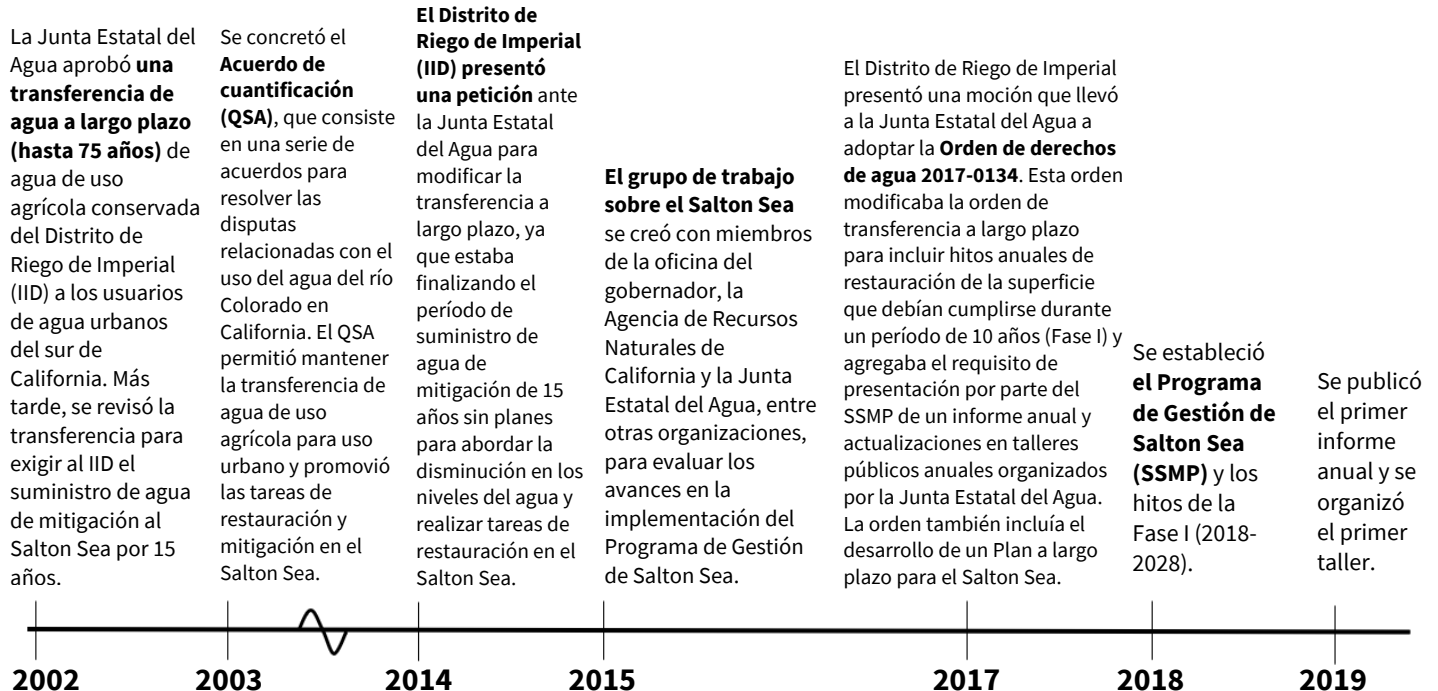 La Junta Estatal del
Agua aprobó una
transferencia de
agua a largo plazo
(hasta 75 años) de
agua de uso
agrícola conservada
del Distrito de
Riego de Imperial
(IID) a los usuarios
de agua urbanos
del sur de
California. Más
tarde, se revisó la
transferencia para
exigir al IID el
suministro de agua
de mitigación al
Salton Sea por 15
años.
2002
Se concretó el
Acuerdo de
cuantificación
(QSA), que consiste
en una serie de
acuerdos para
resolver las
disputas
relacionadas con el
uso del agua del río
Colorado en
California. El QSA
permitió mantener
la transferencia de
agua de uso
agrícola para uso
urbano y promovió
las tareas de
restauración y
mitigación en el
Salton Sea.
2003
El Distrito de
Riego de Imperial
(IID) presentó
una petición ante
la Junta Estatal
del Agua para
modificar la
transferencia a
largo plazo, ya
que estaba
finalizando el
período de
suministro de
agua de
mitigación de 15
años sin planes
para abordar la
disminución en los
niveles del agua y
realizar tareas de
restauración en el
Salton Sea.
2014
El grupo de trabajo
sobre el Salton Sea
se creó con miembros
de la oficina del
gobernador, la
Agencia de Recursos
Naturales de
California y la Junta
Estatal del Agua, entre
otras organizaciones,
para evaluar los
avances en la
implementación del
Programa de Gestión
de Salton Sea.
2015
El Distrito de Riego de Imperial
presentó una moción que llevó
a la Junta Estatal del Agua a
adoptar la Orden de derechos
de agua 2017-0134. Esta orden
modificaba la orden de
transferencia a largo plazo
para incluir hitos anuales de
restauración de la superficie
que debían cumplirse durante
un período de 10 años (Fase I) y
agregaba el requisito de
presentación por parte del
SSMP de un informe anual y
actualizaciones en talleres
públicos anuales organizados
por la Junta Estatal del Agua.
La orden también incluía el
desarrollo de un Plan a largo
plazo para el Salton Sea.
2017
Se estableció
el Programa
de Gestión de
Salton Sea
(SSMP) y los
hitos de la
Fase I (2018-
2028).
2018
Se publicó
el primer
informe
anual y se
organizó
el primer
taller.
2019